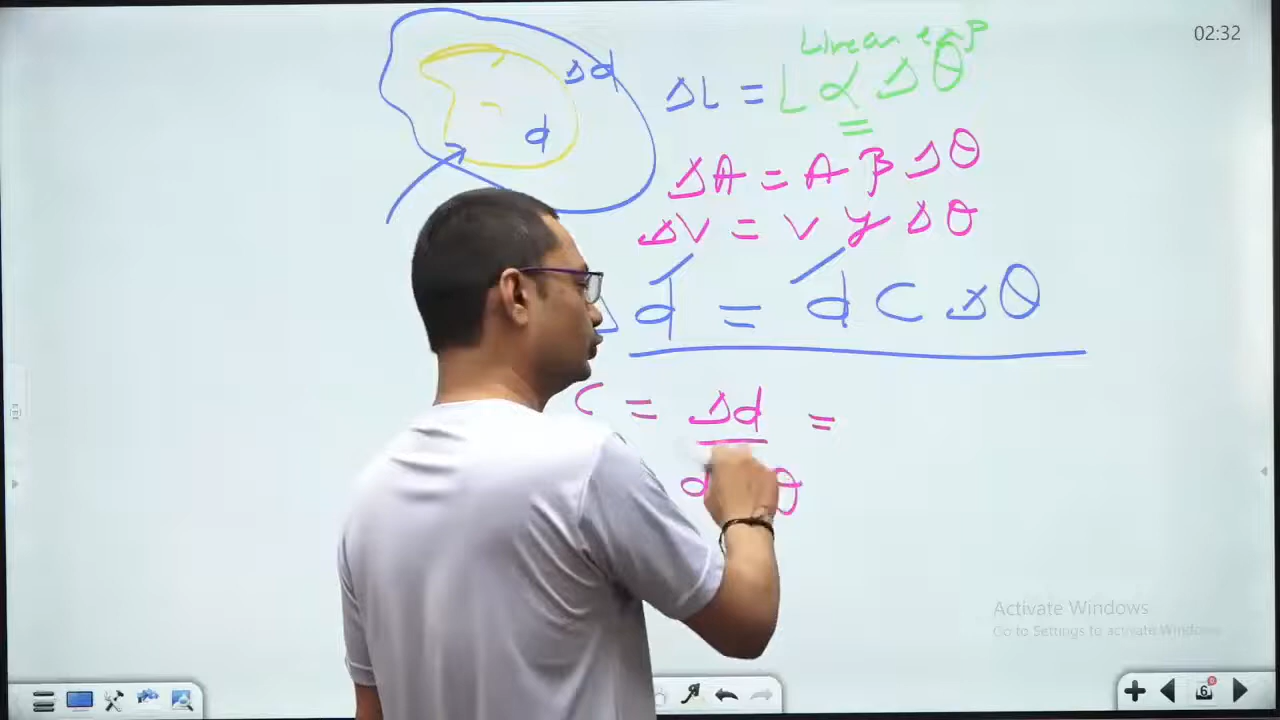 02:32
Linear exp
Δd
d
ΔL = L α Δθ
ΔA = A β Δθ
ΔV = V γ Δθ
Δd = d C Δθ
C = Δd =
d θ
Activate Windows
Go to Settings to activate Windows.
6